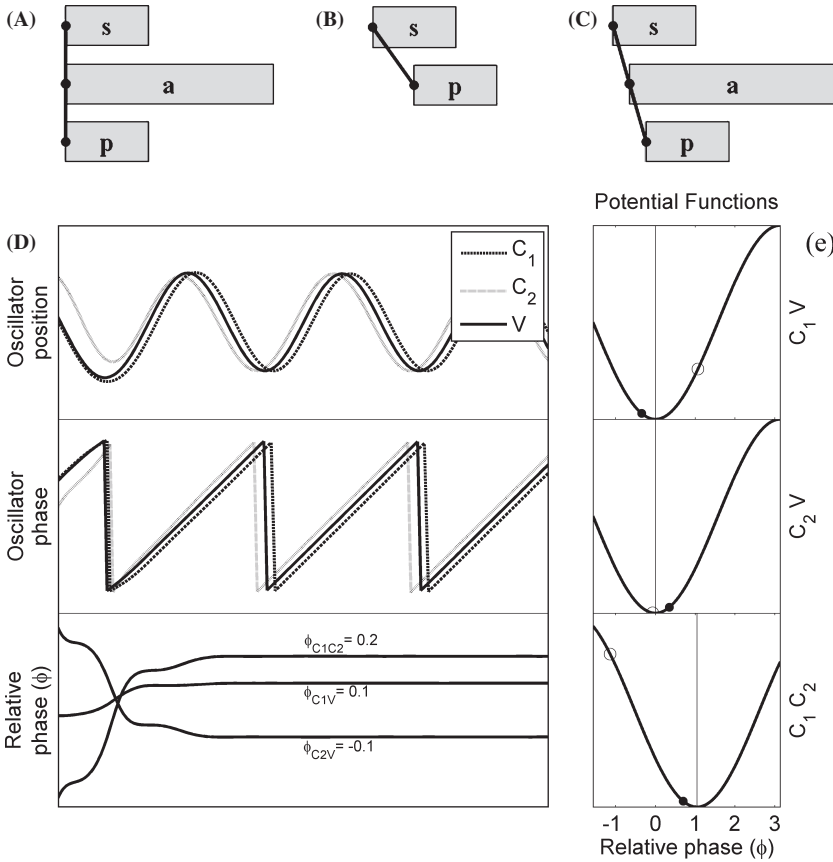 (A)
s
a
p
(B)
s
p
(C)
s
a
p
Potential Functions
(D)
(e)
C1
C2
V
Oscillator
position
Oscillator
phase
Relative
phase (ϕ)
ϕC1C2= 0.2
ϕC1V= 0.1
ϕC2V= -0.1
C1 V
C2 V
C1 C2
-1 0 1 2 3
Relative phase (ϕ)